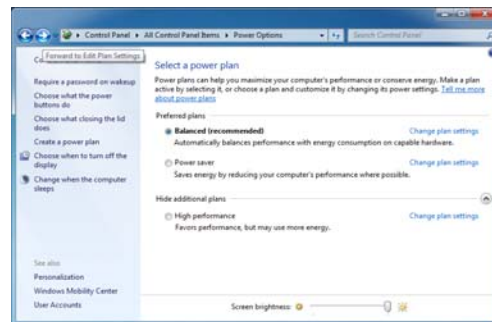 Control Panel ▸ All Control Panel Items ▸ Power Options
Search Control Panel
Forward to Edit Plan Settings
Require a password on wakeup
Choose what the power
buttons do
Choose what closing the lid
does
Create a power plan
Choose when to turn off the
display
Change when the computer
sleeps
See also
Personalization
Windows Mobility Center
User Accounts
Select a power plan
Power plans can help you maximize your computer's performance or conserve energy. Make a plan
active by selecting it, or choose a plan and customize it by changing its power settings. Tell me more
about power plans
Preferred plans
Balanced (recommended) Change plan settings
Automatically balances performance with energy consumption on capable hardware.
Power saver Change plan settings
Saves energy by reducing your computer's performance where possible.
Hide additional plans
High performance Change plan settings
Favors performance, but may use more energy.
Screen brightness: